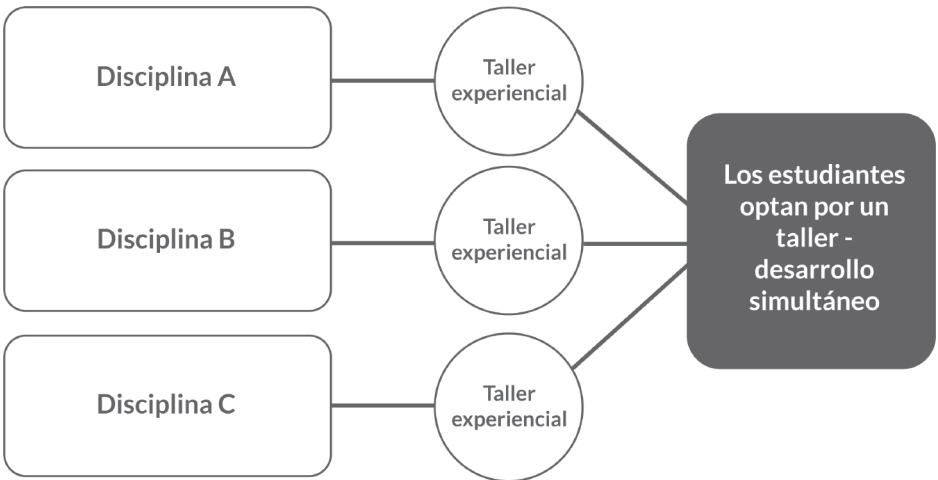 Disciplina A
Taller
experiencial
Disciplina B
Taller
experiencial
Disciplina C
Taller
experiencial
Los estudiantes
optan por un
taller -
desarrollo
simultáneo